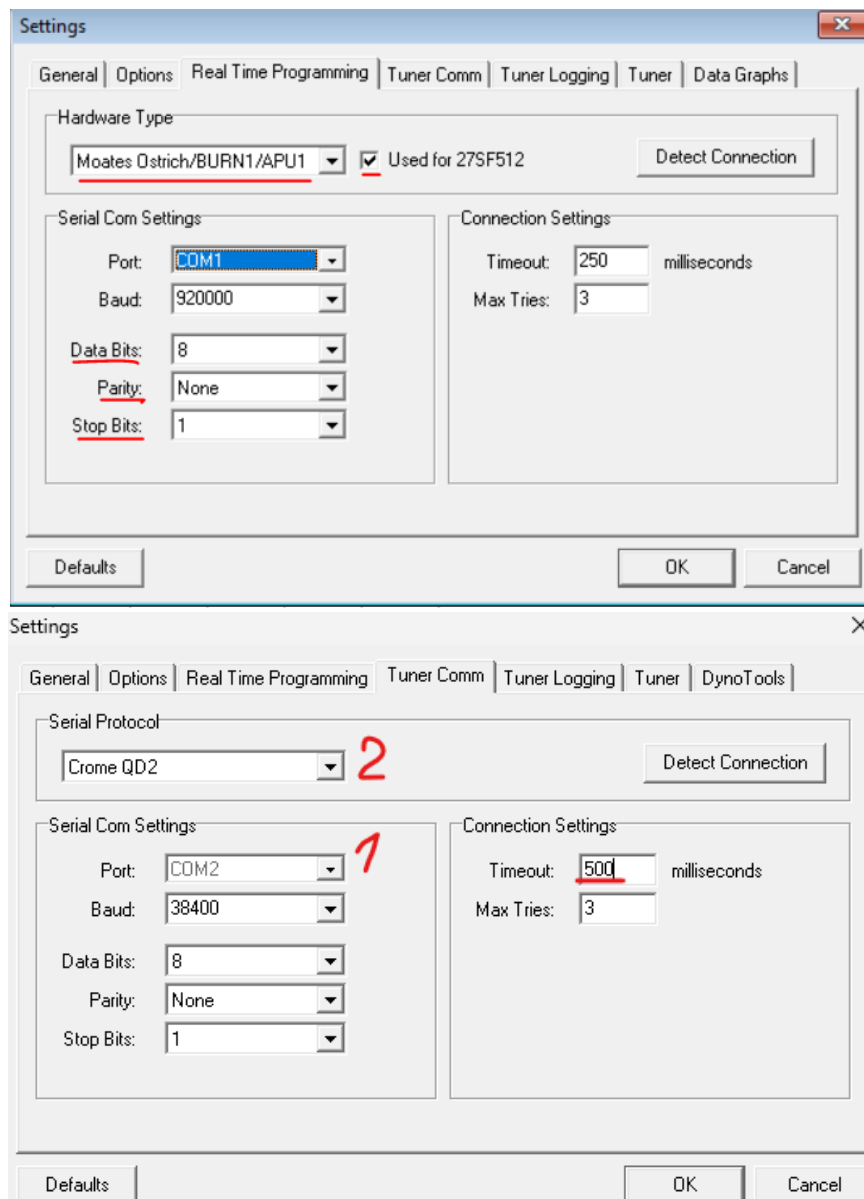 Settings
General Options Real Time Programming Tuner Comm Tuner Logging Tuner Data Graphs
Hardware Type
Moates Ostrich/BURN1/APU1 Used for 27SF512 Detect Connection
Serial Com Settings Connection Settings
Port: COM1 Timeout: 250 milliseconds
Baud: 920000 Max Tries: 3
Data Bits: 8
Parity: None
Stop Bits: 1
Defaults OK Cancel
Settings
General Options Real Time Programming Tuner Comm Tuner Logging Tuner DynoTools
Serial Protocol
Crome QD2 2 Detect Connection
Serial Com Settings Connection Settings
Port: COM2 1 Timeout: 500 milliseconds
Baud: 38400 Max Tries: 3
Data Bits: 8
Parity: None
Stop Bits: 1
Defaults OK Cancel